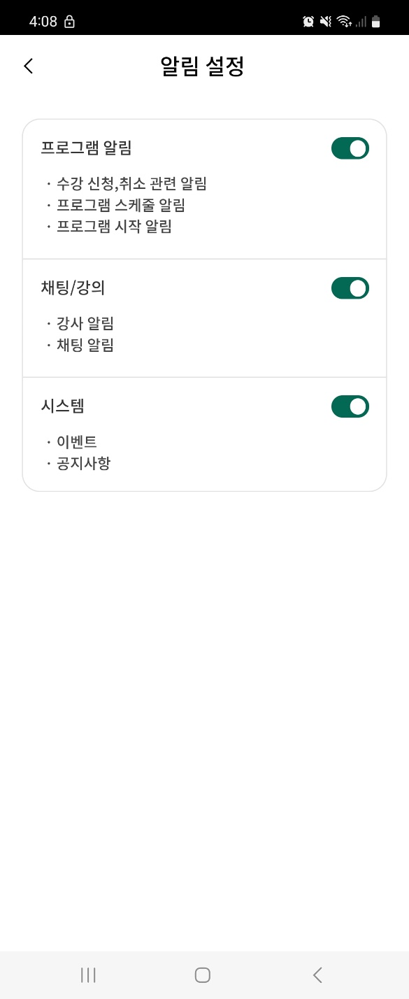 4:08
알림 설정
프로그램 알림
· 수강 신청,취소 관련 알림
· 프로그램 스케줄 알림
· 프로그램 시작 알림
채팅/강의
· 강사 알림
· 채팅 알림
시스템
· 이벤트
· 공지사항